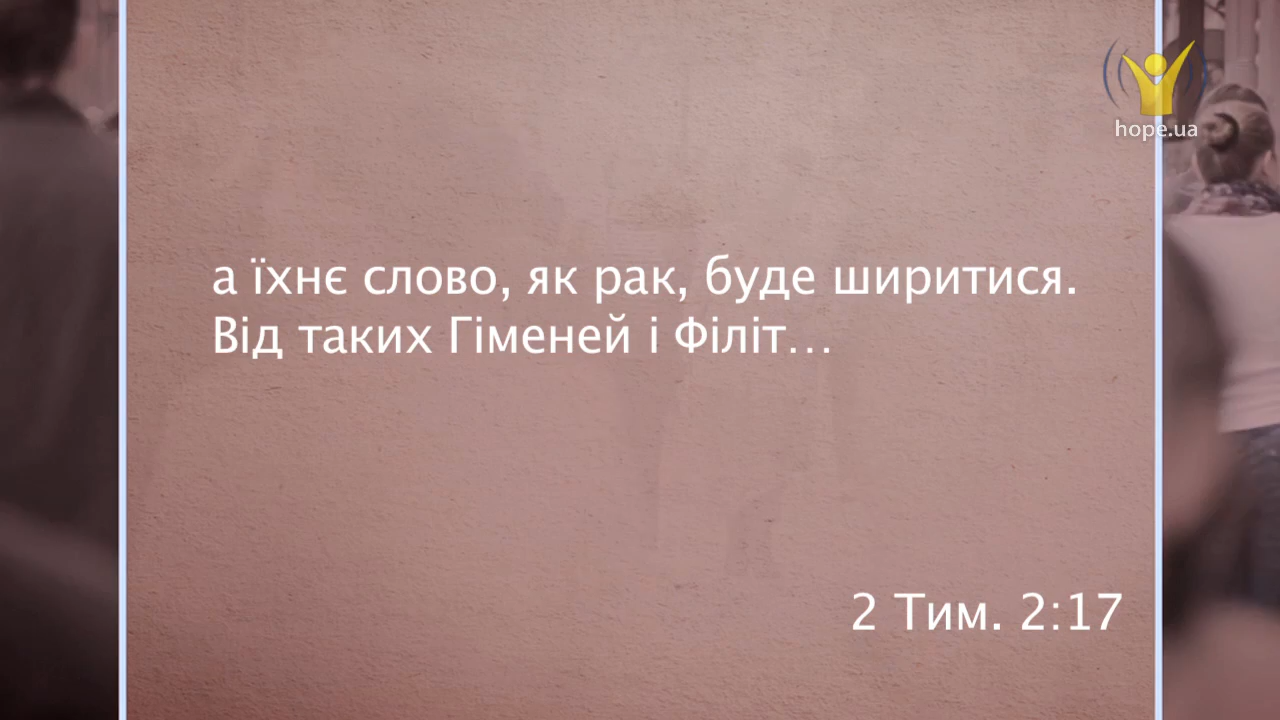 hope.ua
а їхнє слово, як рак, буде ширитися.
Від таких Гіменей і Філіт…
2 Тим. 2:17